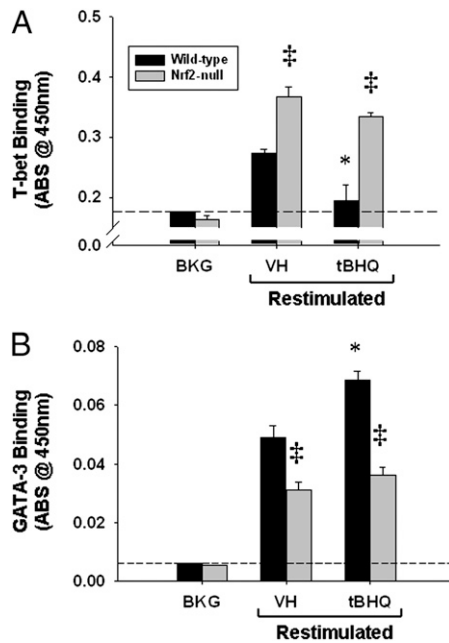 A
T-bet Binding
(ABS @ 450nm)
0.5
0.4
0.3
0.2
0.0
Wild-type
Nrf2-null
‡
‡
*
BKG
VH
tBHQ
Restimulated
B
GATA-3 Binding
(ABS @ 450nm)
0.08
0.06
0.04
0.02
0.00
*
‡
‡
BKG
VH
tBHQ
Restimulated